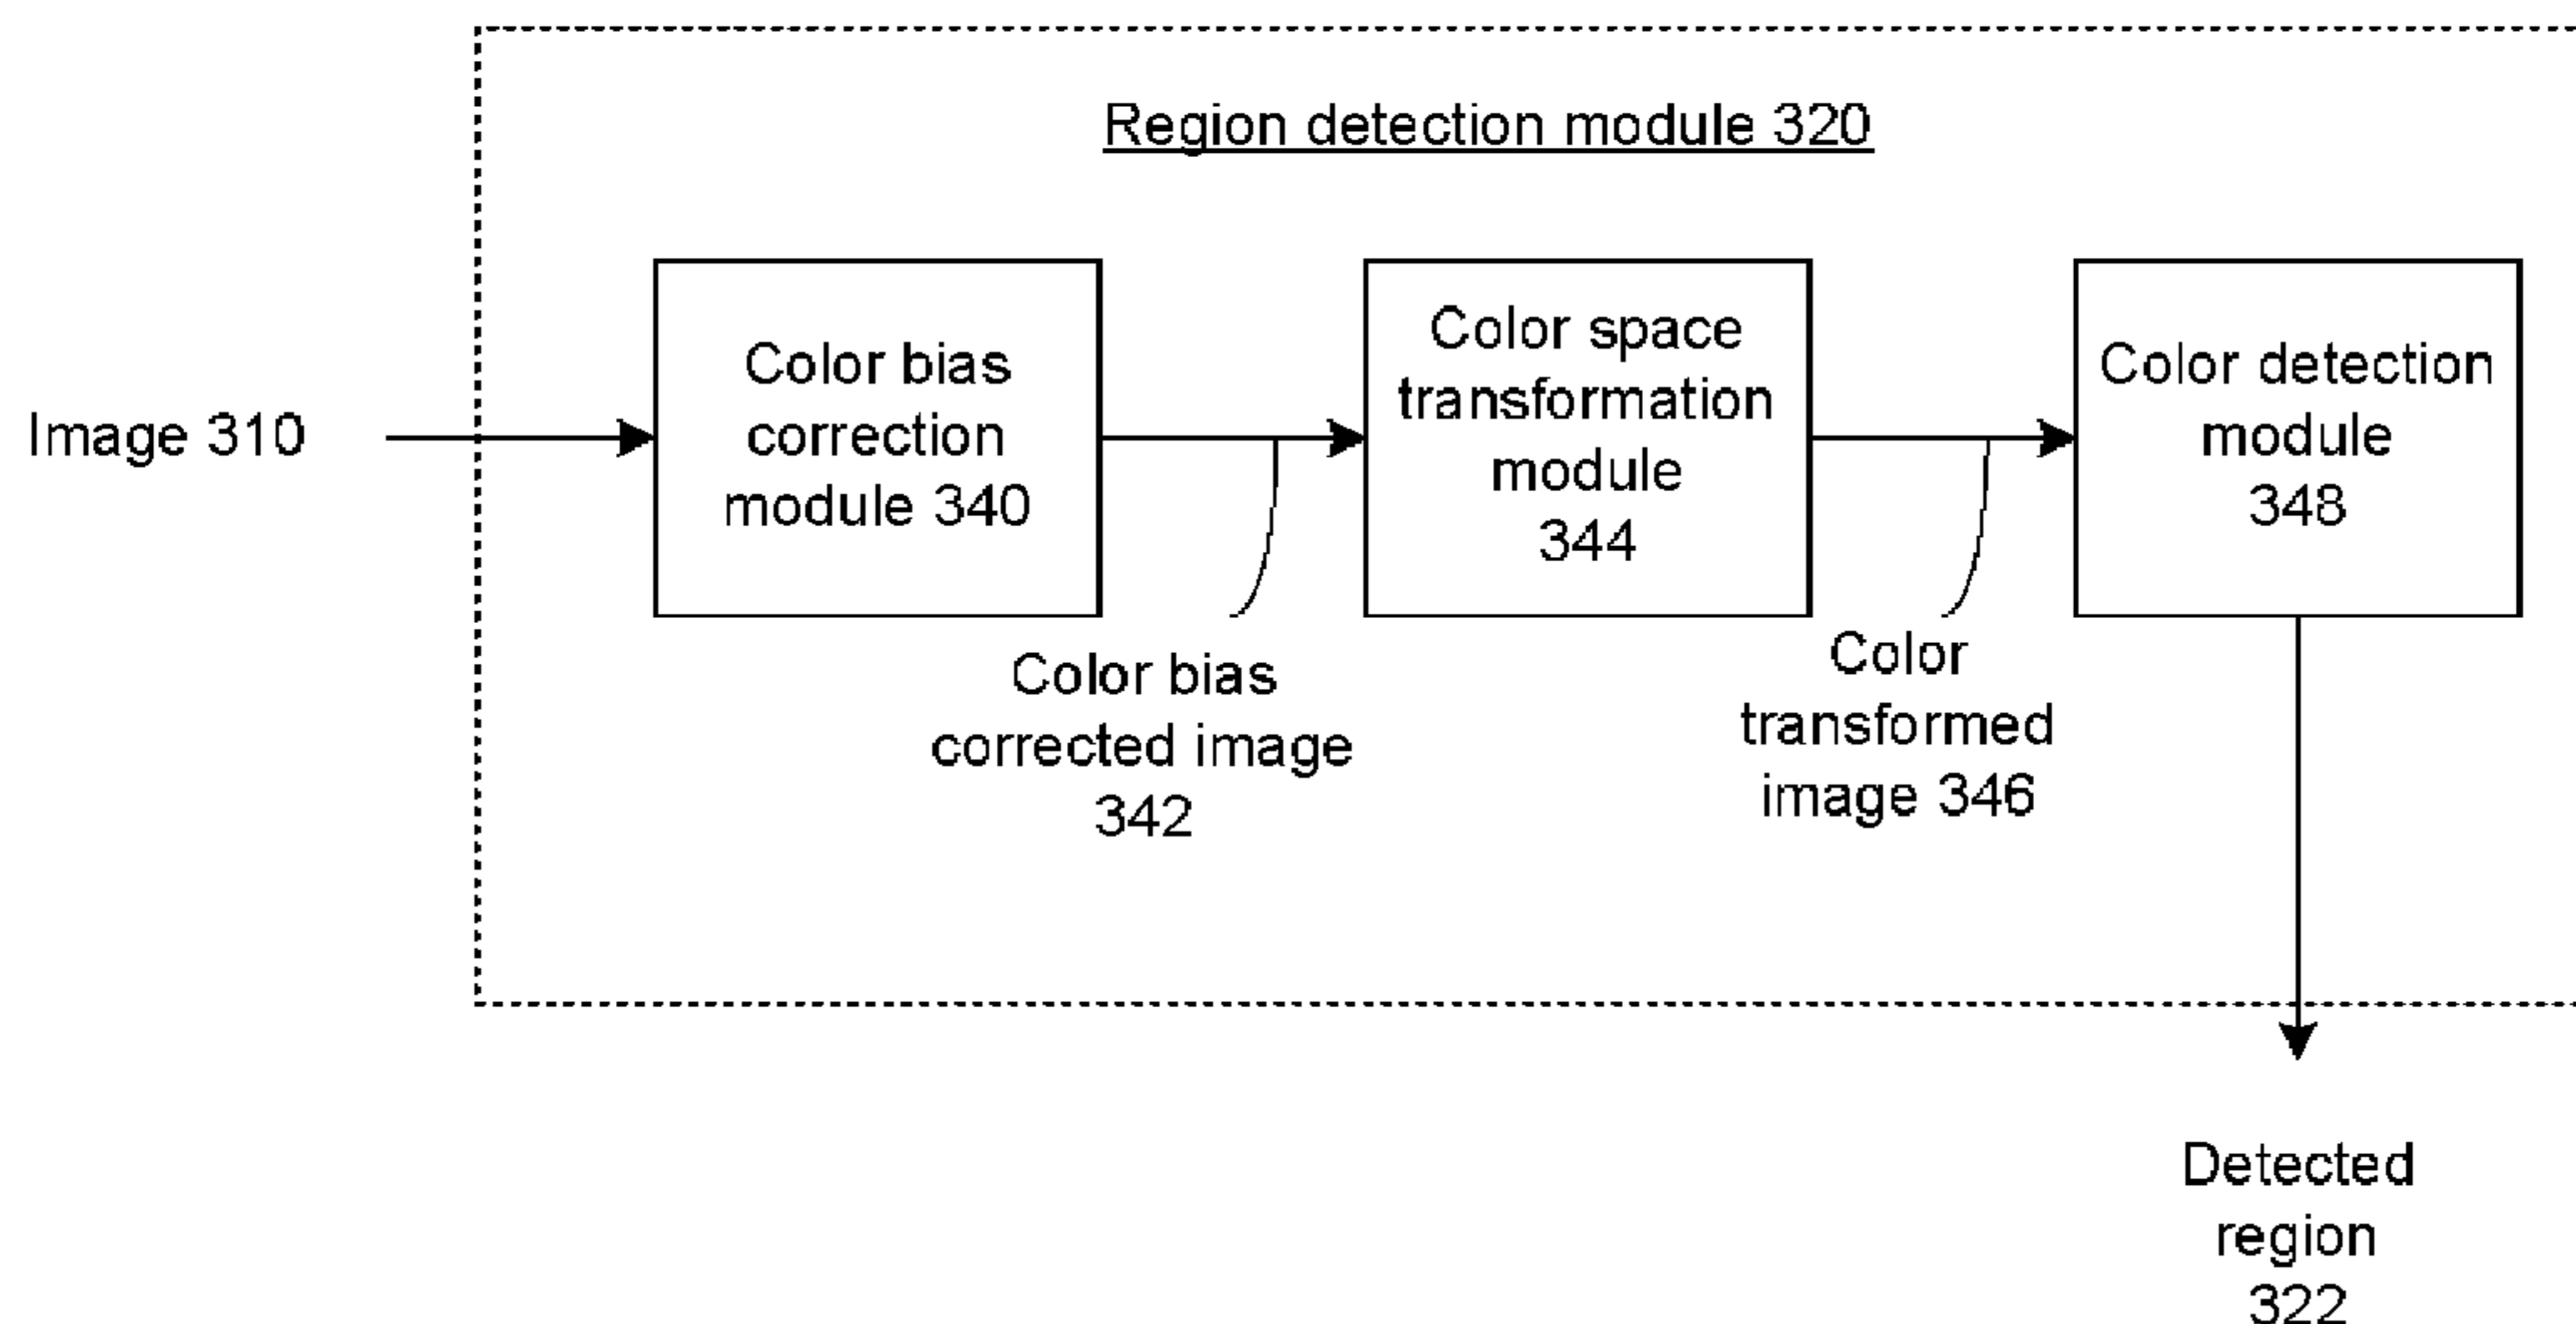 Region detection module 320
Image 310
Color bias
correction
module 340
Color space
transformation
module
344
Color detection
module
348
Color bias
corrected image
342
Color
transformed
image 346
Detected
region
322